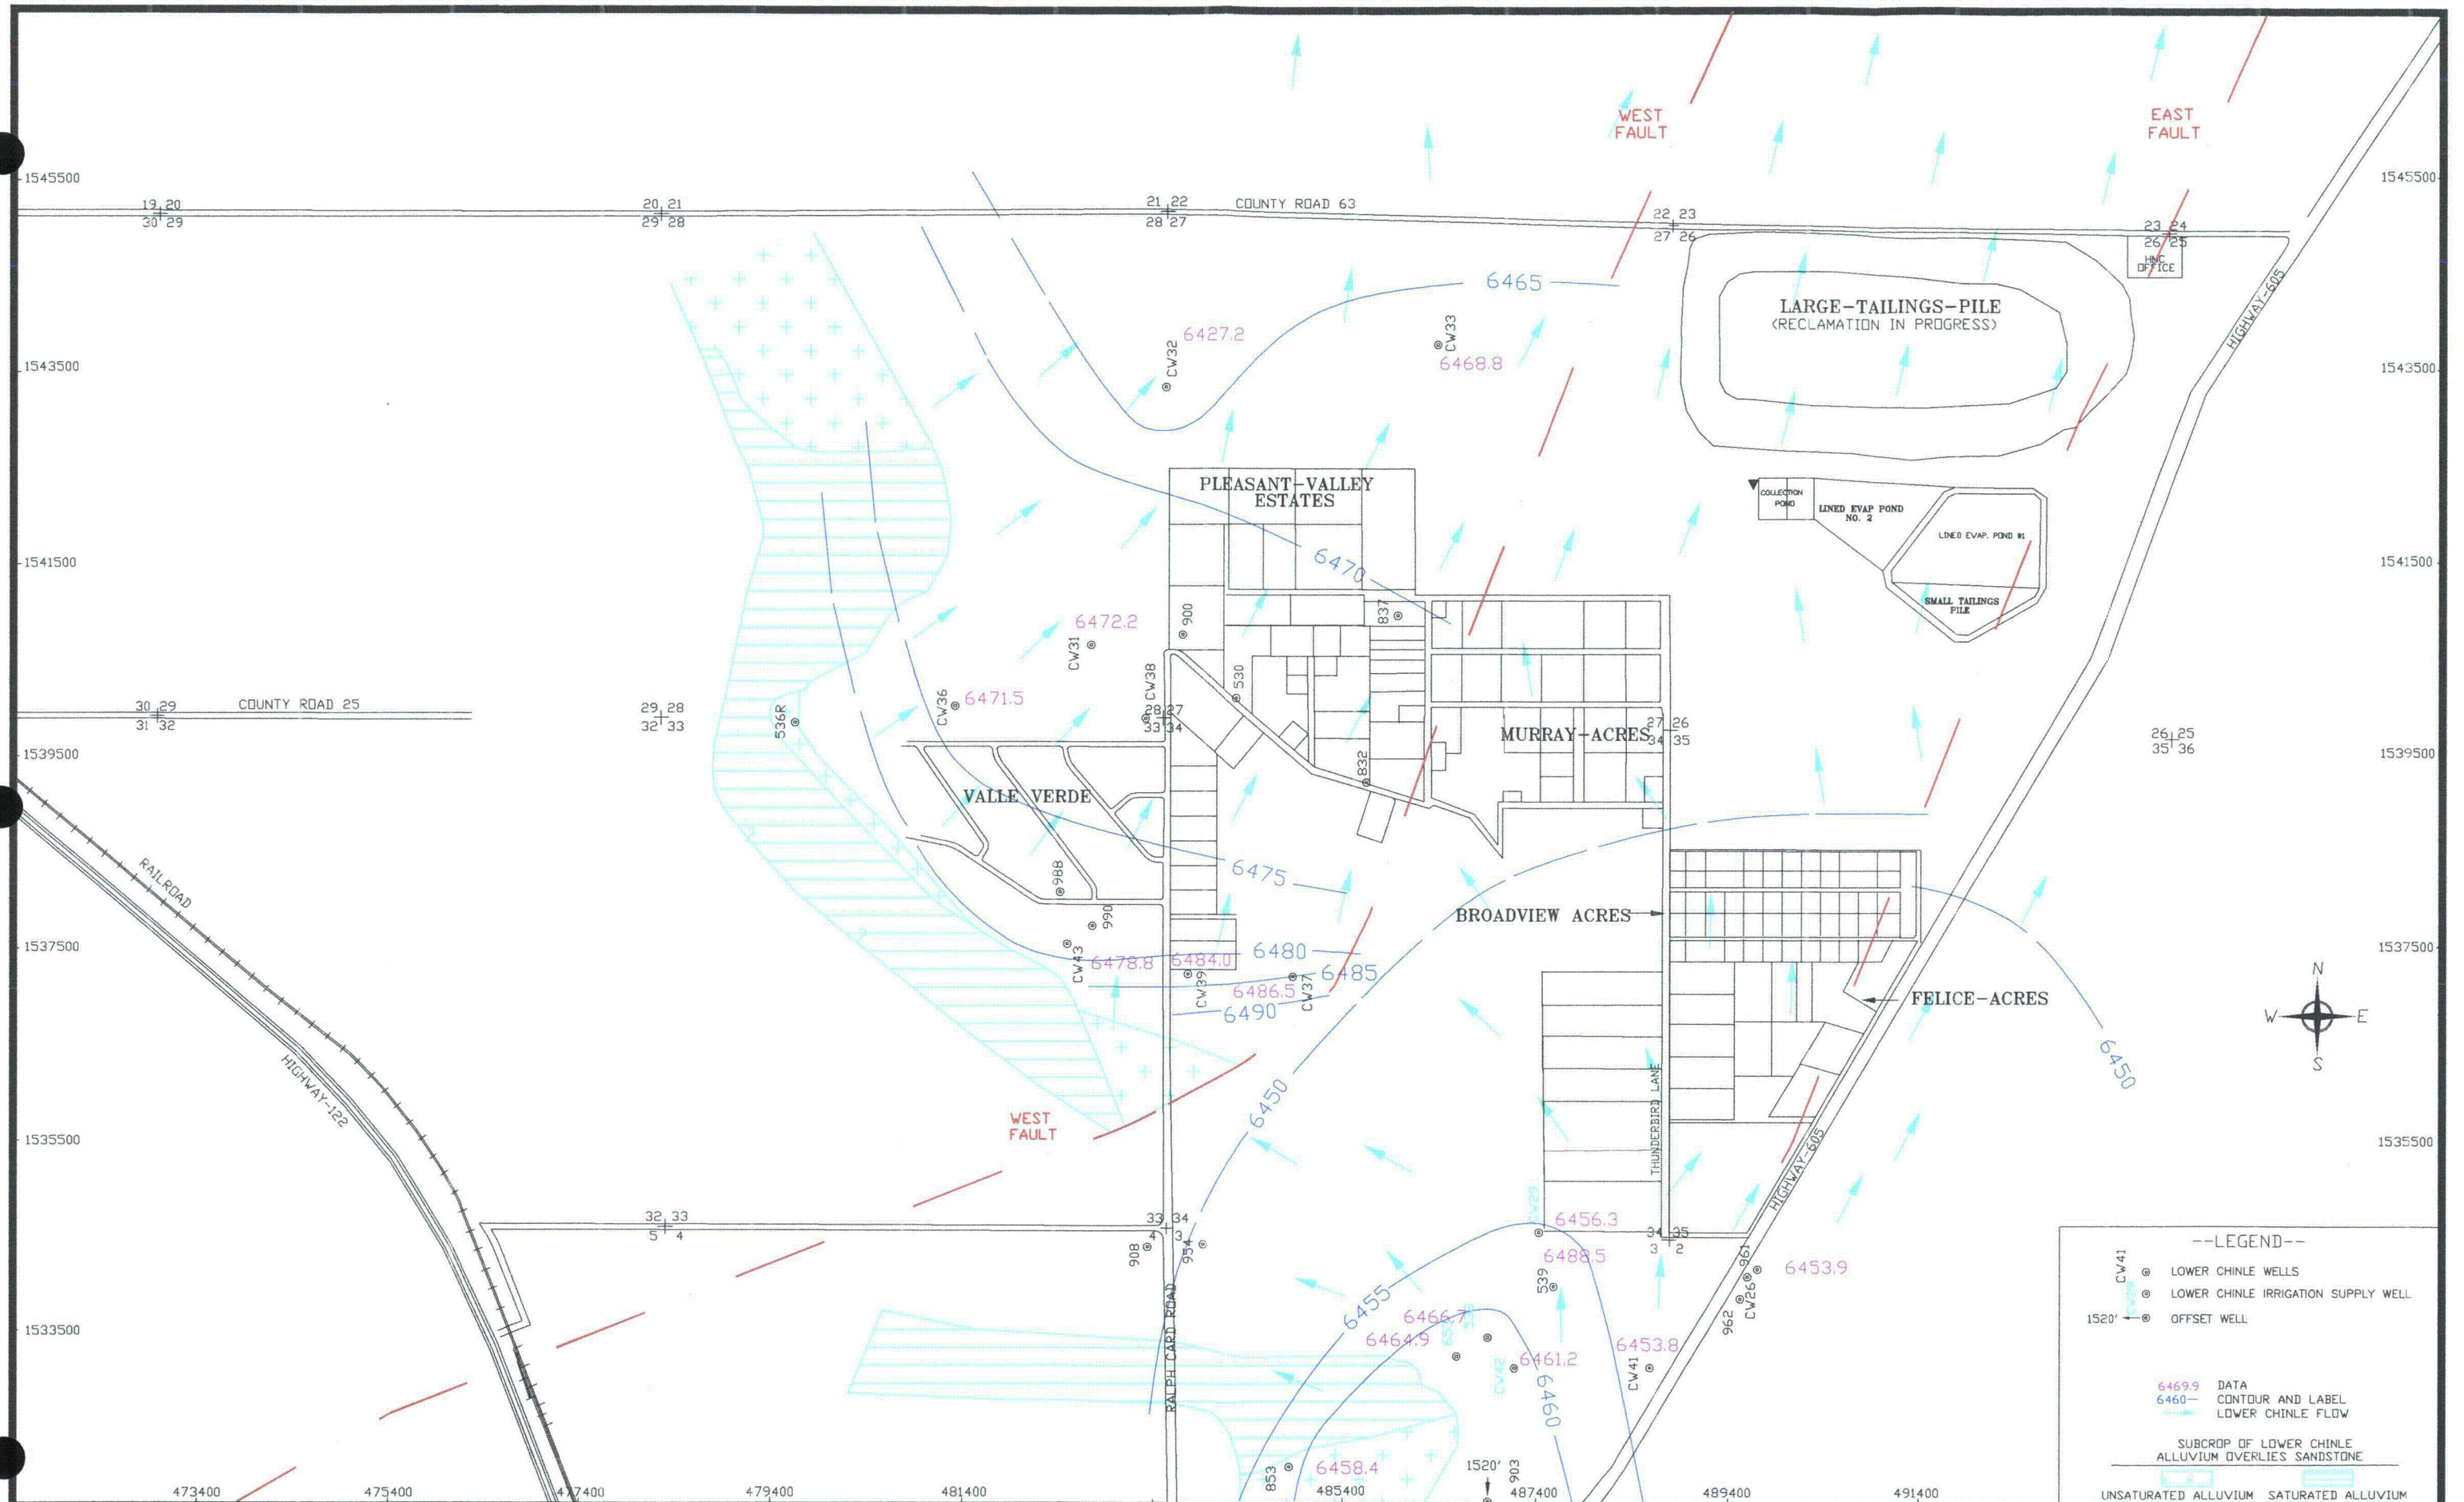 WEST
FAULT
EAST
FAULT
1545500
1545500
19 20
30 29
20 21
29 28
21 22
28 27
COUNTY ROAD 63
22 23
27 26
23 24
26 25
HMC
OFFICE
HIGHWAY-605
6465
LARGE-TAILINGS-PILE
(RECLAMATION IN PROGRESS)
6427.2
CW32
CW33
6468.8
1543500
1543500
PLEASANT-VALLEY
ESTATES
COLLECTION
POND
LINED EVAP POND
NO. 2
LINED EVAP. POND #1
SMALL TAILINGS
PILE
1541500
1541500
6470
6472.2
CW31
900
837
CW38
530
CW36
6471.5
536R
30 29
31 32
COUNTY ROAD 25
29 28
32 33
28 27
33 34
27 26
34 35
26 25
35 36
MURRAY-ACRES
832
1539500
1539500
VALLE VERDE
RAILROAD
988
6475
990
BROADVIEW ACRES
1537500
1537500
CW43
6478.8
6484.0
6480
CW39
6485
6486.5
CW37
6490
FELICE-ACRES
N
W E
S
HIGHWAY-122
6450
6450
WEST
FAULT
THUNDERBIRD LANE
1535500
1535500
HIGHWAY-605
CW29
32 33
5 4
33 34
4 3
34 35
3 2
908
954
6456.3
6488.5
539
961
CW26
962
6453.9
6455
6466.7
6464.9
653
CW42
6461.2
6453.8
CW41
1533500
RALPH CARD ROAD
6460
853
6458.4
1520'
903
473400
475400
477400
479400
481400
485400
487400
489400
491400
--LEGEND--
CW41
LOWER CHINLE WELLS
CW29
LOWER CHINLE IRRIGATION SUPPLY WELL
1520'
OFFSET WELL
6469.9 DATA
6460— CONTOUR AND LABEL
LOWER CHINLE FLOW
SUBCROP OF LOWER CHINLE
ALLUVIUM OVERLIES SANDSTONE
UNSATURATED ALLUVIUM SATURATED ALLUVIUM